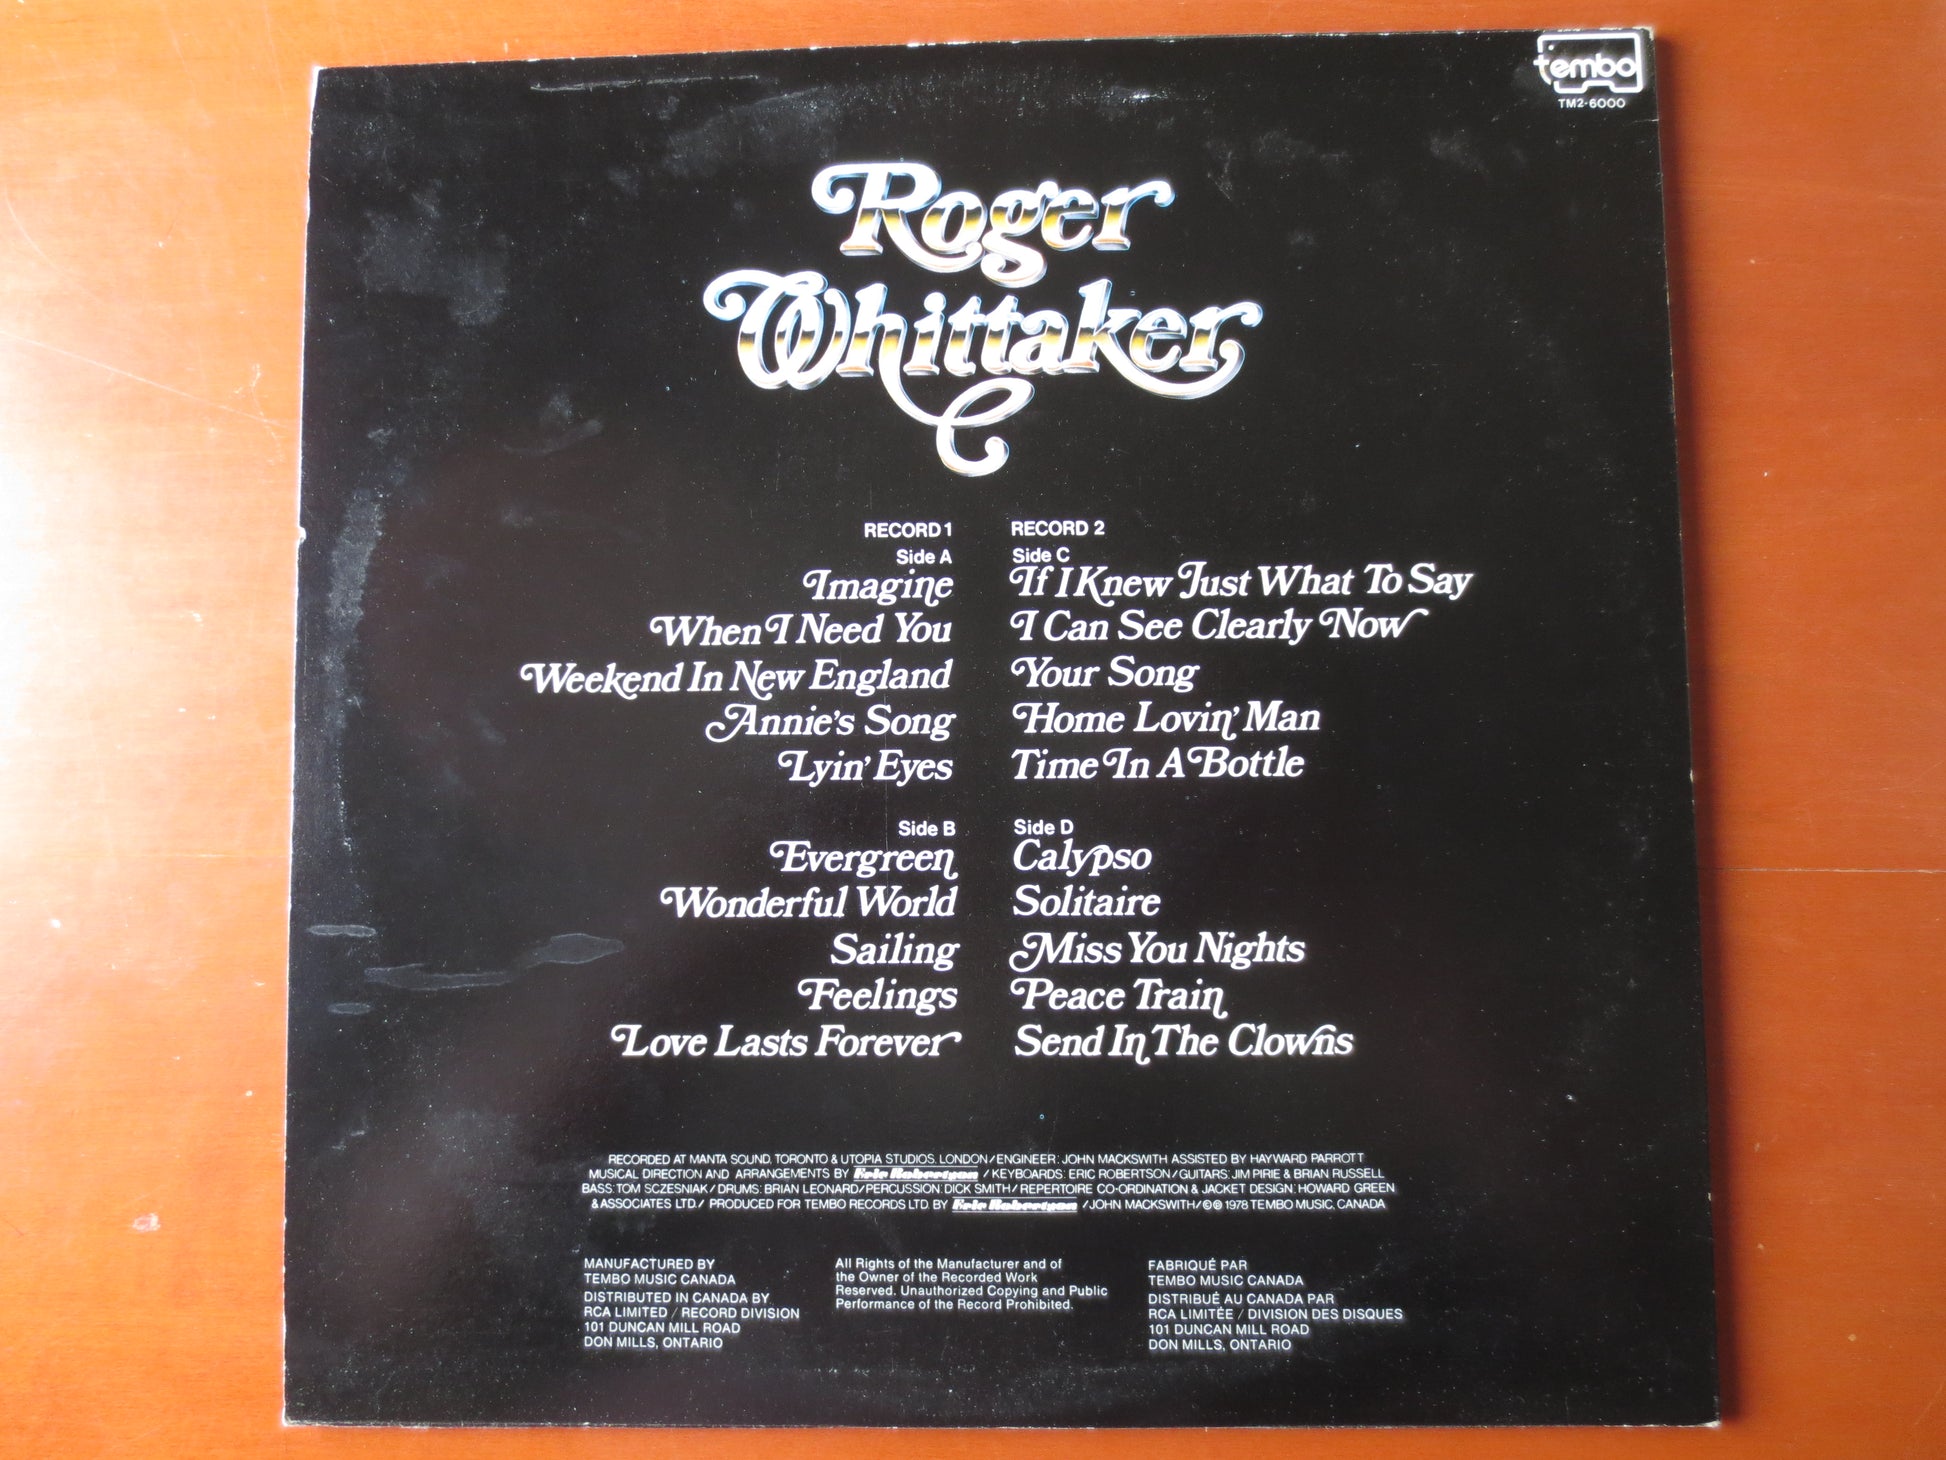 tembo
TM2-6000
Roger
Whittaker
RECORD 1
Side A
Imagine
When I Need You
Weekend In New England
Annie's Song
Lyin' Eyes
Side B
Evergreen
Wonderful World
Sailing
Feelings
Love Lasts Forever
RECORD 2
Side C
If I Knew Just What To Say
I Can See Clearly Now
Your Song
Home Lovin' Man
Time In A Bottle
Side D
Calypso
Solitaire
Miss You Nights
Peace Train
Send In The Clowns
RECORDED AT MANTA SOUND, TORONTO & UTOPIA STUDIOS, LONDON/ENGINEER: JOHN MACKSWITH ASSISTED BY HAYWARD PARROTT
MUSICAL DIRECTION AND ARRANGEMENTS BY Eric Robertson / KEYBOARDS: ERIC ROBERTSON/GUITARS: JIM PIRIE & BRIAN RUSSELL
BASS: TOM SCZESNIAK/DRUMS: BRIAN LEONARD/PERCUSSION: DICK SMITH/REPERTOIRE CO-ORDINATION & JACKET DESIGN: HOWARD GREEN
& ASSOCIATES LTD./ PRODUCED FOR TEMBO RECORDS LTD. BY Eric Robertson /JOHN MACKSWITH/©℗ 1978 TEMBO MUSIC, CANADA
MANUFACTURED BY
TEMBO MUSIC CANADA
DISTRIBUTED IN CANADA BY
RCA LIMITED / RECORD DIVISION
101 DUNCAN MILL ROAD
DON MILLS, ONTARIO
All Rights of the Manufacturer and of
the Owner of the Recorded Work
Reserved. Unauthorized Copying and Public
Performance of the Record Prohibited.
FABRIQUÉ PAR
TEMBO MUSIC CANADA
DISTRIBUÉ AU CANADA PAR
RCA LIMITÉE / DIVISION DES DISQUES
101 DUNCAN MILL ROAD
DON MILLS, ONTARIO